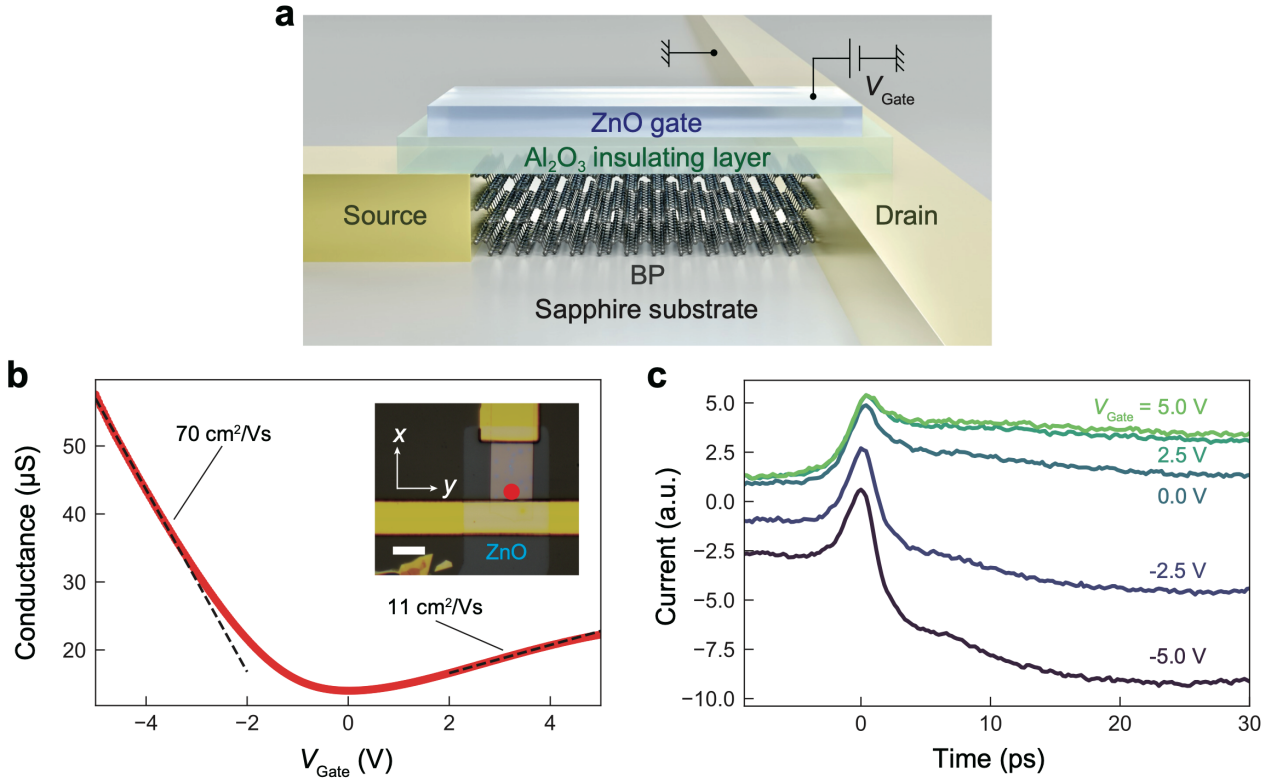 a
V_Gate
ZnO gate
Al₂O₃ insulating layer
Source
Drain
BP
Sapphire substrate
b
Conductance (μS)
50
40
30
20
−4
−2
0
2
4
V_Gate (V)
70 cm²/Vs
11 cm²/Vs
x
y
ZnO
c
Current (a.u.)
5.0
2.5
0.0
−2.5
−5.0
−7.5
−10.0
0
10
20
30
Time (ps)
V_Gate = 5.0 V
2.5 V
0.0 V
-2.5 V
-5.0 V